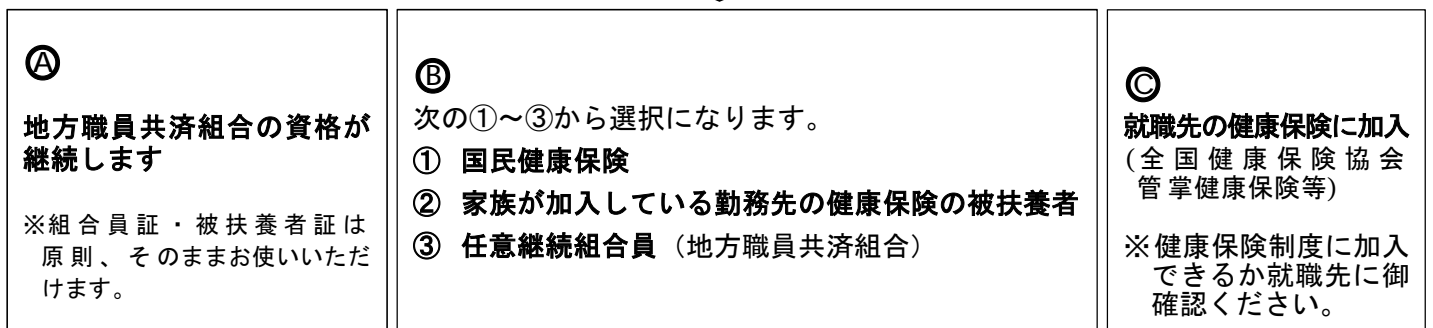 Ⓐ
地方職員共済組合の資格が
継続します
※組合員証・被扶養者証は
原則、そのままお使いいただ
けます。
Ⓑ
次の①～③から選択になります。
① 国民健康保険
② 家族が加入している勤務先の健康保険の被扶養者
③ 任意継続組合員（地方職員共済組合）
Ⓒ
就職先の健康保険に加入
(全国健康保険協会
管掌健康保険等)
※健康保険制度に加入
できるか就職先に御
確認ください。